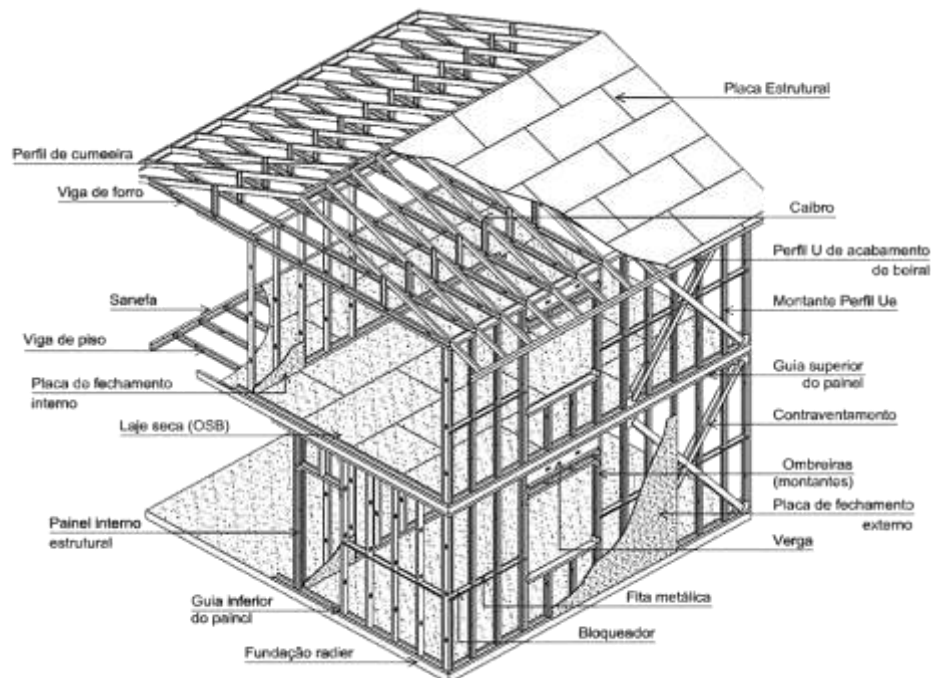 Placa Estrutural
Perfil de cumeeira
Viga de forro
Caibro
Perfil U de acabamento
de beiral
Sanefa
Montante Perfil Ue
Viga de piso
Guia superior
do painel
Placa de fechamento
interno
Contraventamento
Laje seca (OSB)
Ombreiras
(montantes)
Placa de fechamento
externo
Painel interno
estrutural
Verga
Guia inferior
do painel
Fita metálica
Bloqueador
Fundação radier